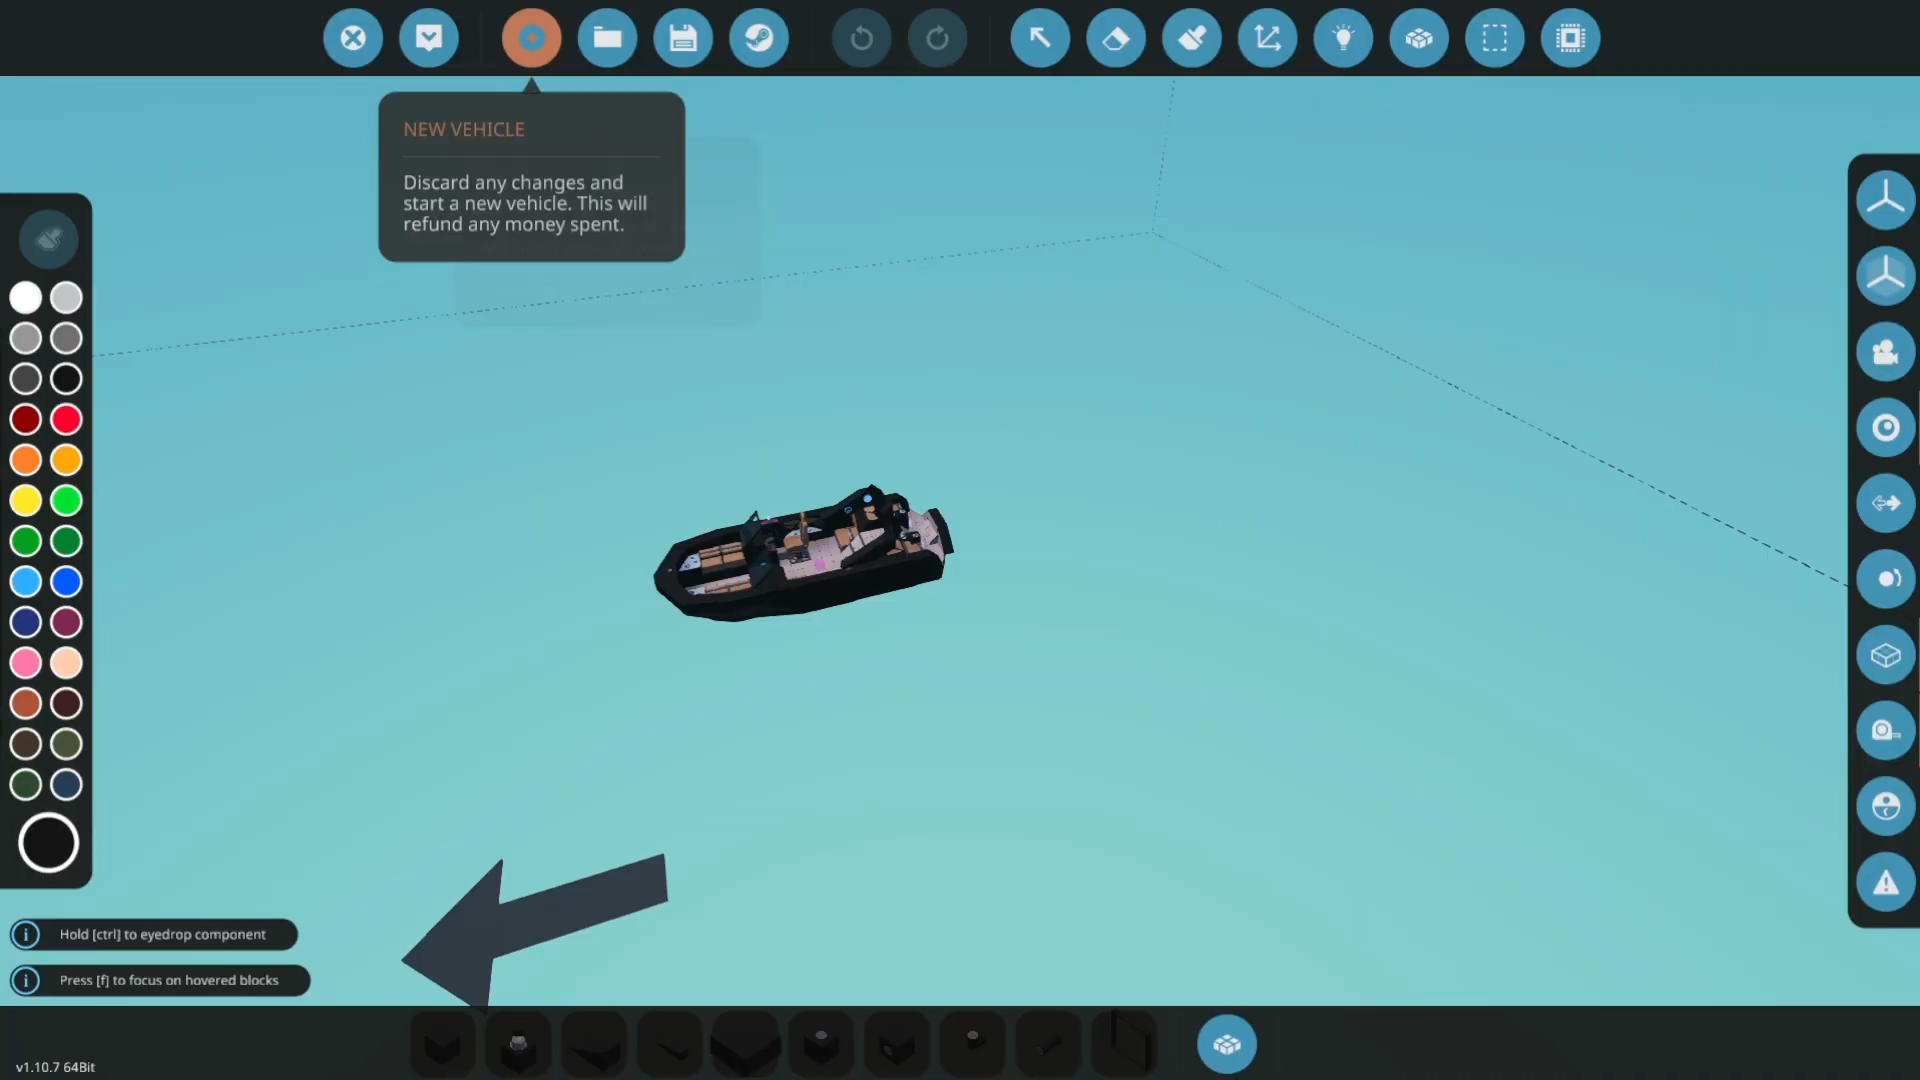 NEW VEHICLE
Discard any changes and
start a new vehicle. This will
refund any money spent.
Hold [ctrl] to eyedrop component
Press [f] to focus on hovered blocks
v1.10.7 64Bit